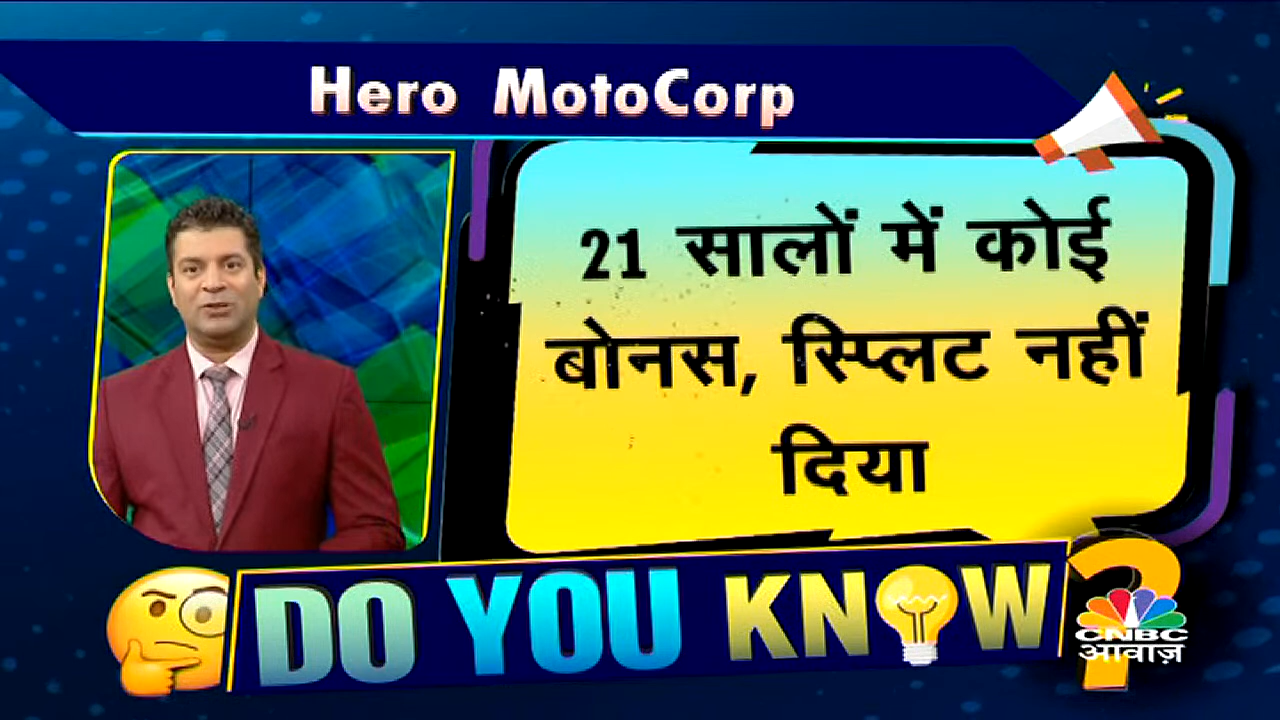 Hero MotoCorp
21 सालों में कोई
बोनस, स्प्लिट नहीं
दिया
DO YOU KNOW?
CNBC
आवाज़